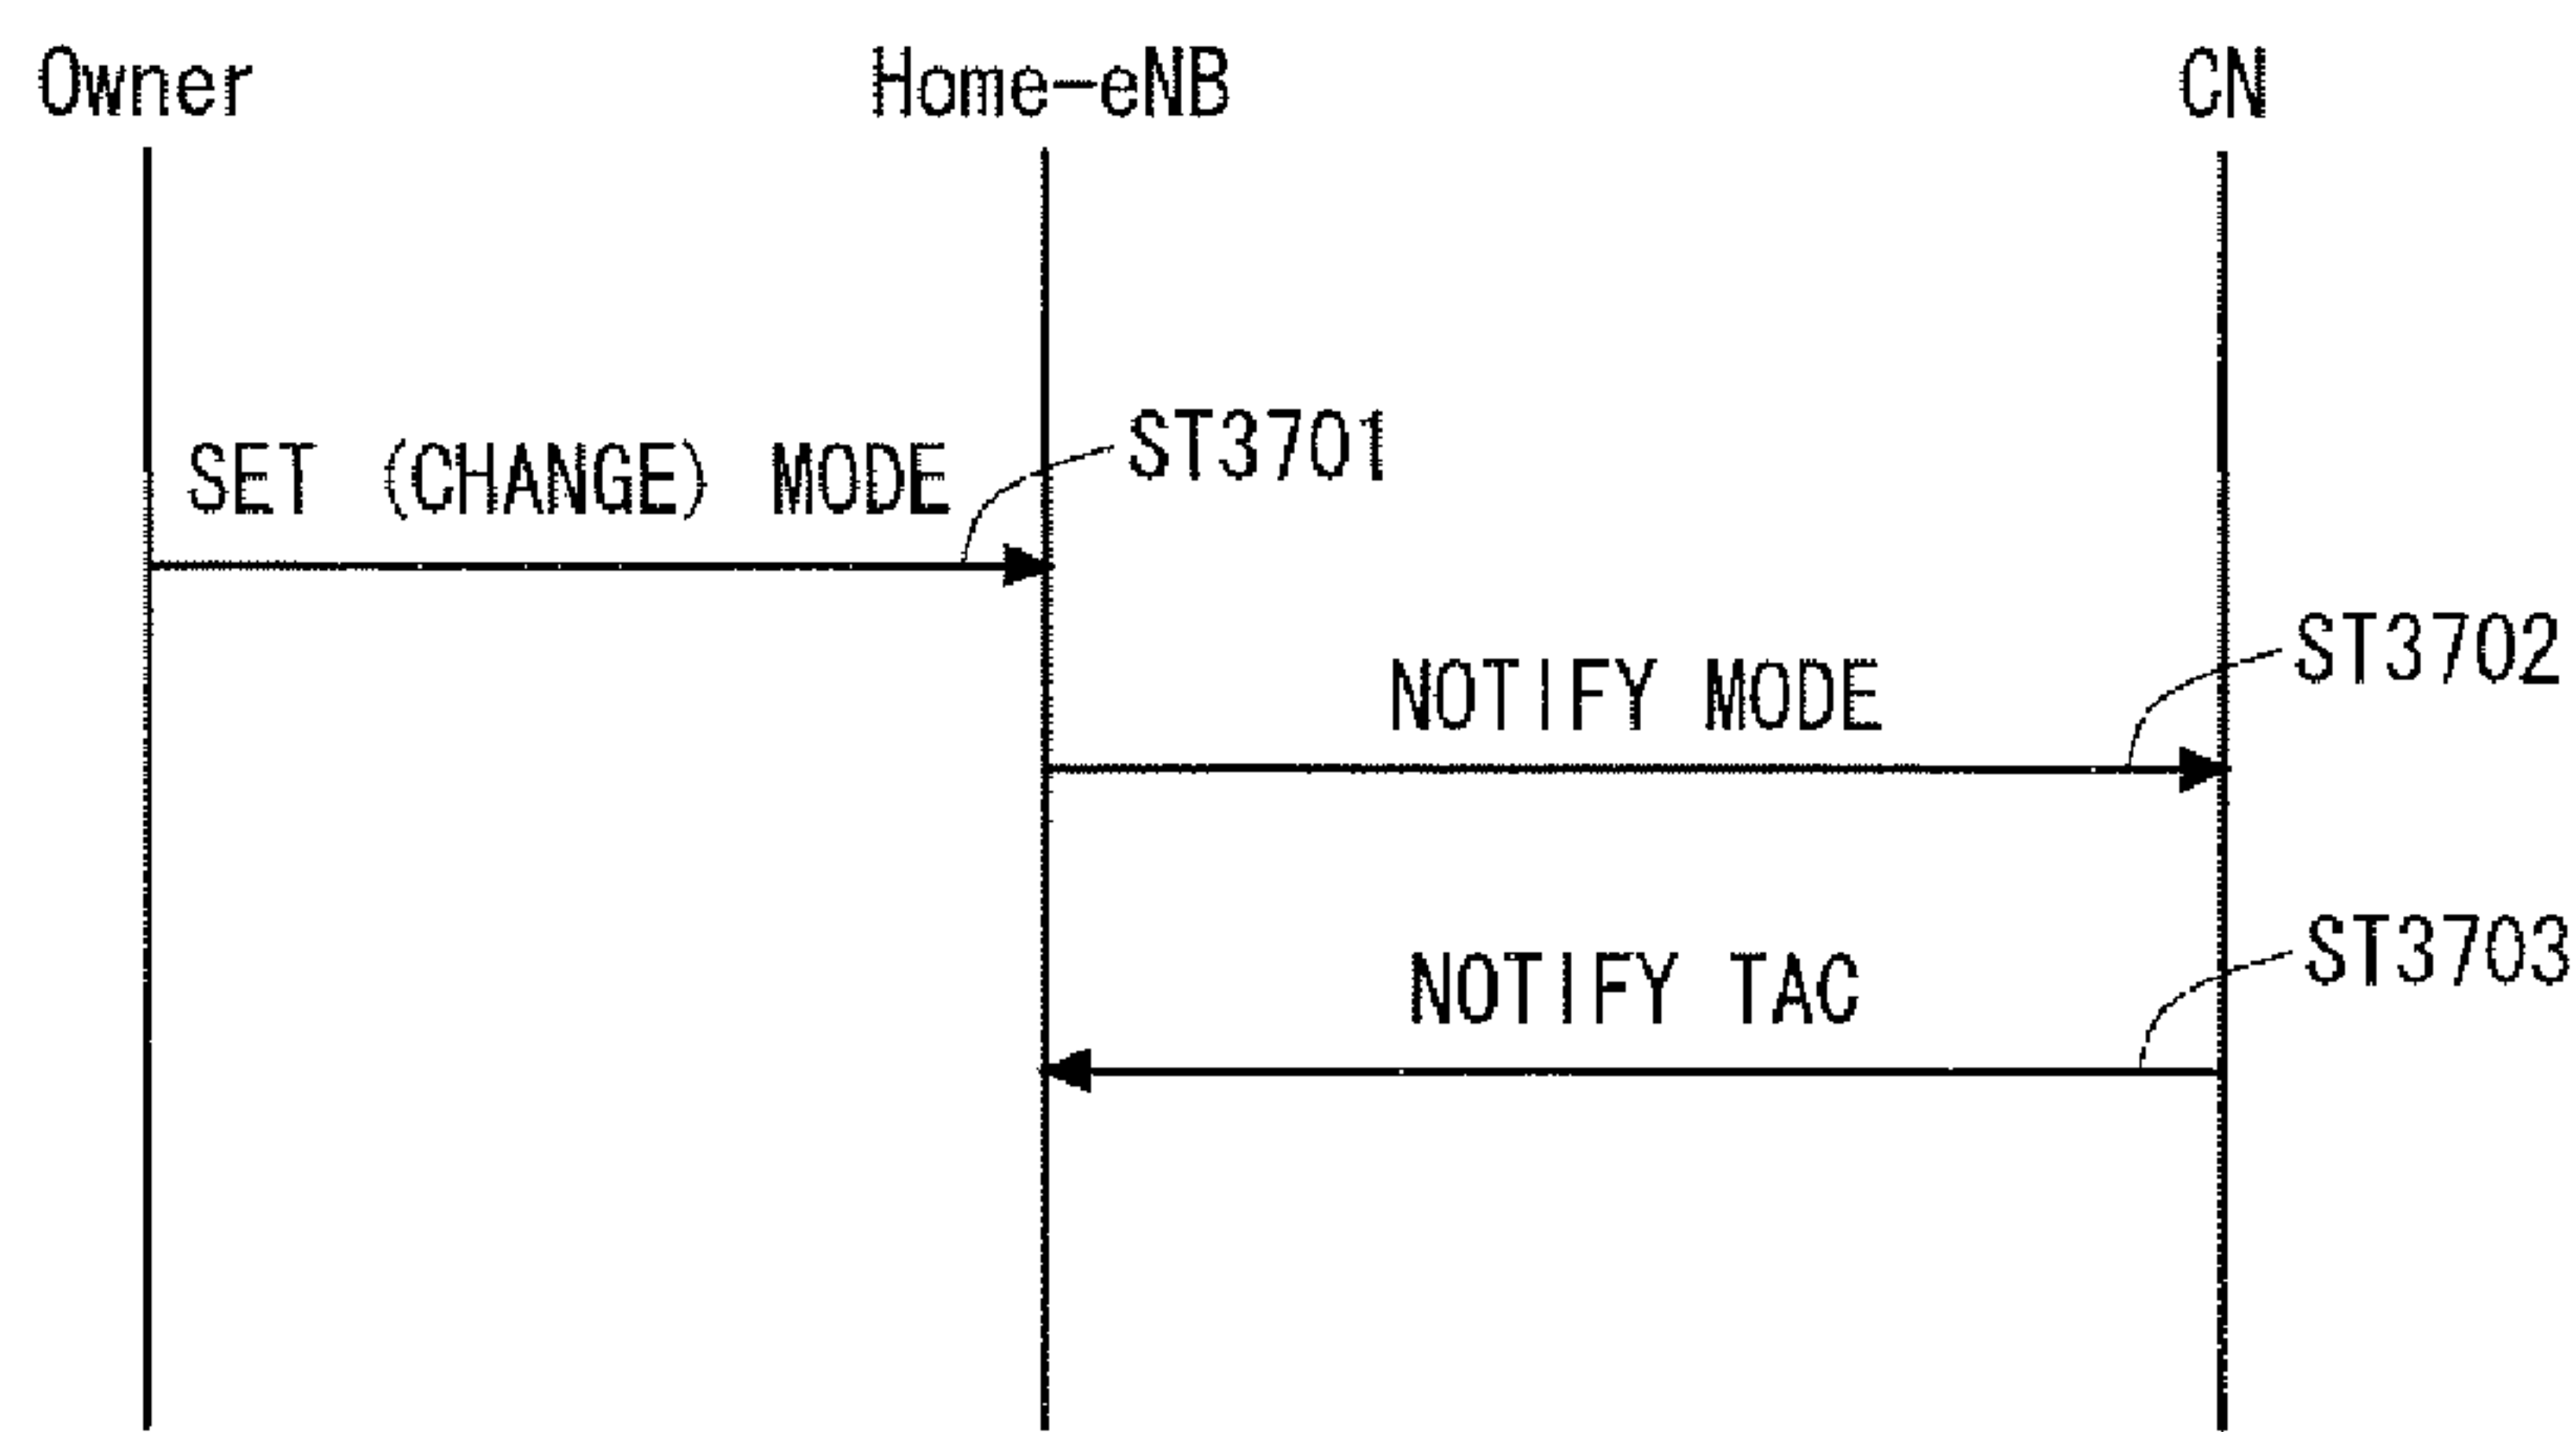 Owner Home-eNB CN
SET (CHANGE) MODE ST3701
NOTIFY MODE ST3702
NOTIFY TAC ST3703